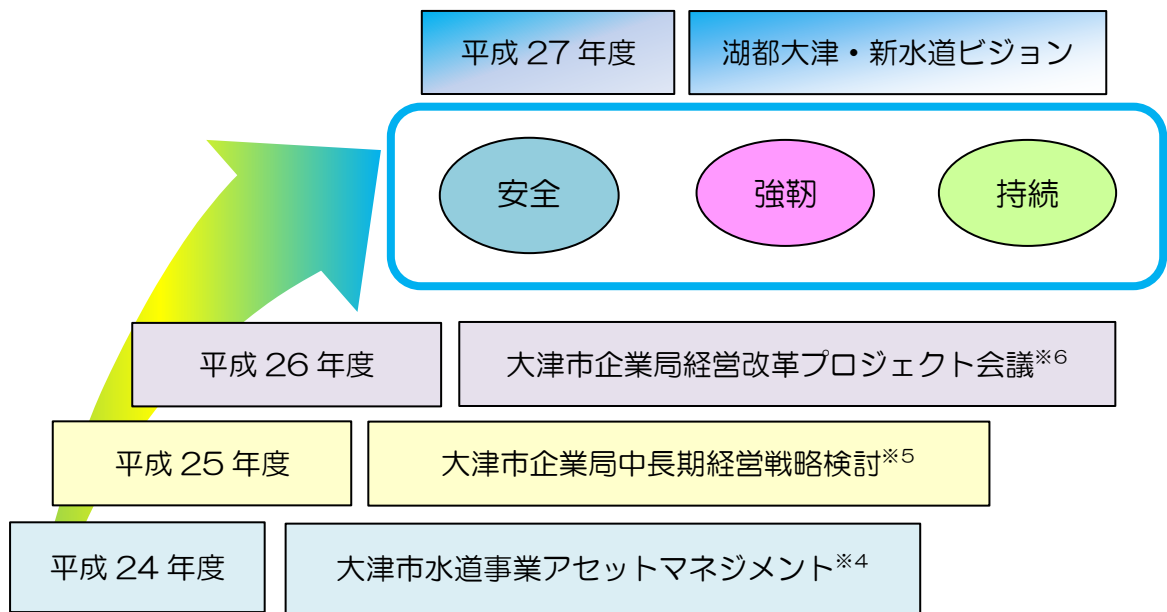 平成 27 年度 湖都大津・新水道ビジョン
安全 強靭 持続
平成 26 年度 大津市企業局経営改革プロジェクト会議※6
平成 25 年度 大津市企業局中長期経営戦略検討※5
平成 24 年度 大津市水道事業アセットマネジメント※4